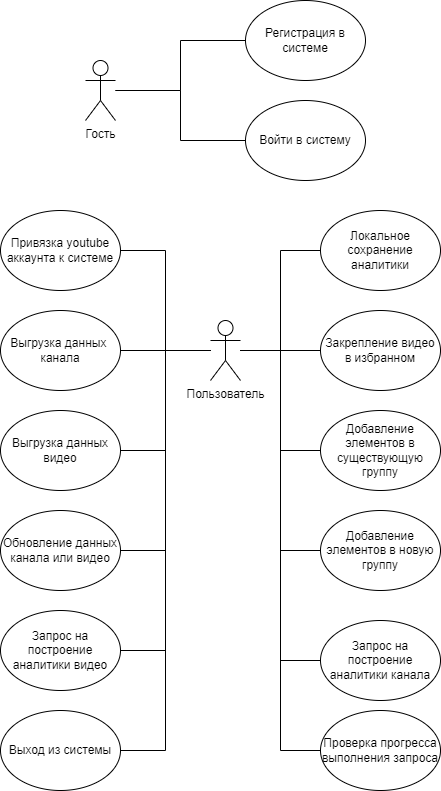 Регистрация в
системе
Гость
Войти в систему
Привязка youtube
аккаунта к системе
Локальное
сохранение
аналитики
Выгрузка данных
канала
Пользователь
Закрепление видео
в избранном
Выгрузка данных
видео
Добавление
элементов в
существующую
группу
Обновление данных
канала или видео
Добавление
элементов в новую
группу
Запрос на
построение
аналитики видео
Запрос на
построение
аналитики канала
Выход из системы
Проверка прогресса
выполнения запроса